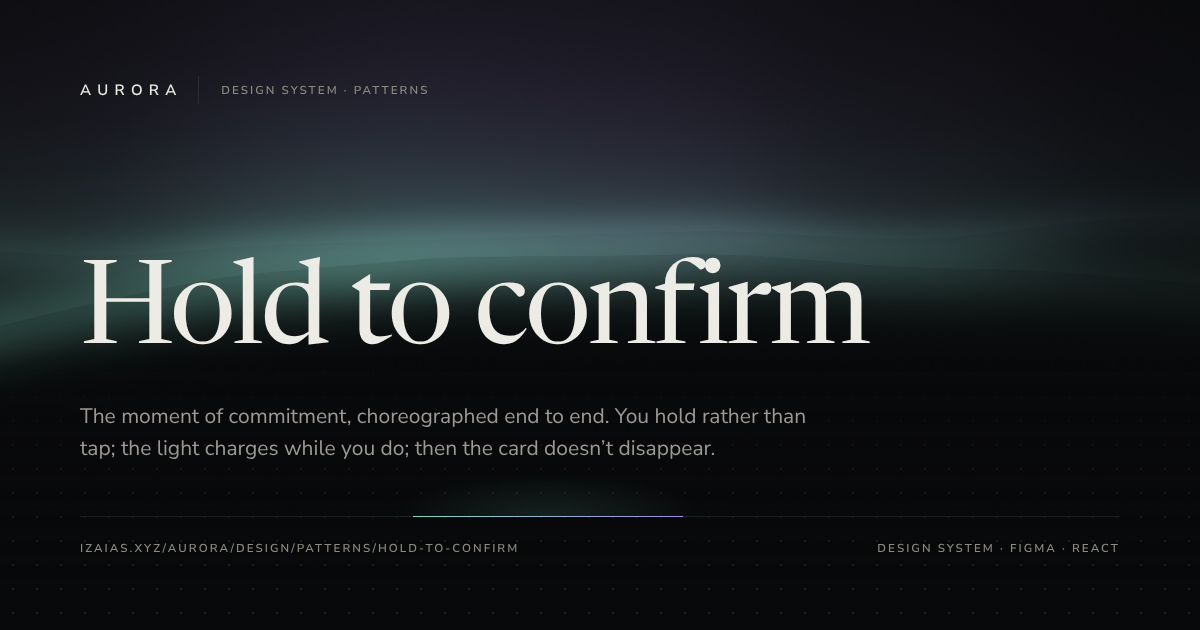 AURORA
DESIGN SYSTEM · PATTERNS
Hold to confirm
The moment of commitment, choreographed end to end. You hold rather than
tap; the light charges while you do; then the card doesn’t disappear.
IZAIAS.XYZ/AURORA/DESIGN/PATTERNS/HOLD-TO-CONFIRM
DESIGN SYSTEM · FIGMA · REACT